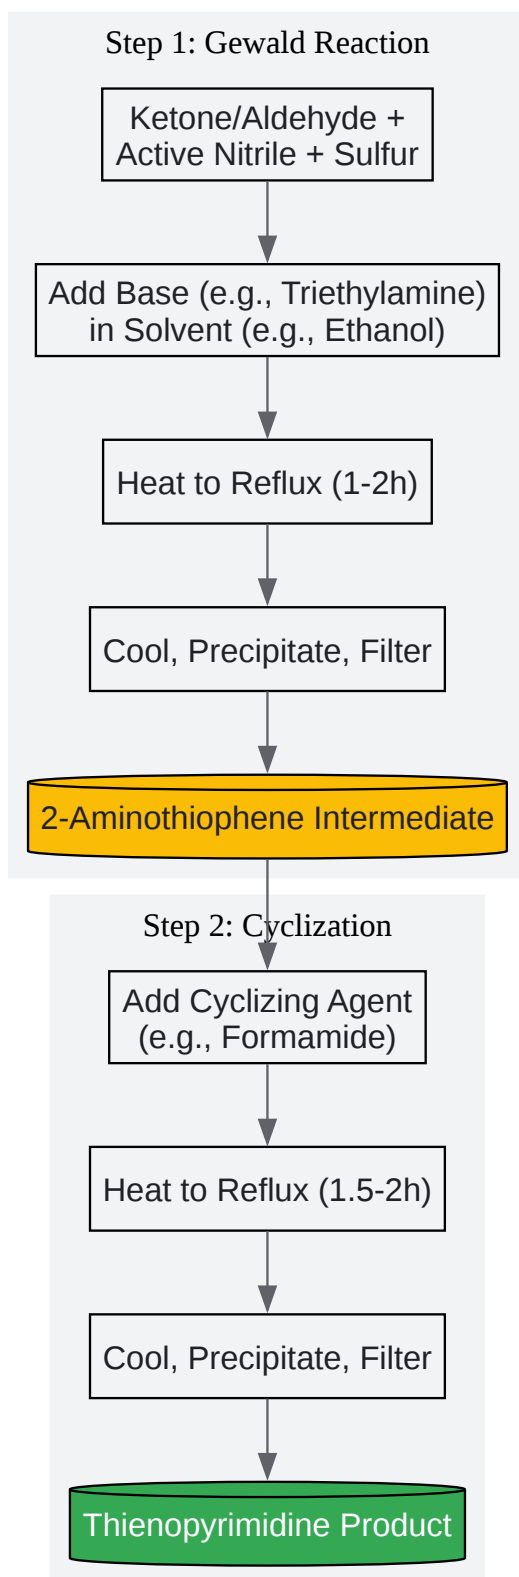 Step 1: Gewald Reaction
Ketone/Aldehyde +
Active Nitrile + Sulfur
Add Base (e.g., Triethylamine)
in Solvent (e.g., Ethanol)
Heat to Reflux (1-2h)
Cool, Precipitate, Filter
2-Aminothiophene Intermediate
Step 2: Cyclization
Add Cyclizing Agent
(e.g., Formamide)
Heat to Reflux (1.5-2h)
Cool, Precipitate, Filter
Thienopyrimidine Product